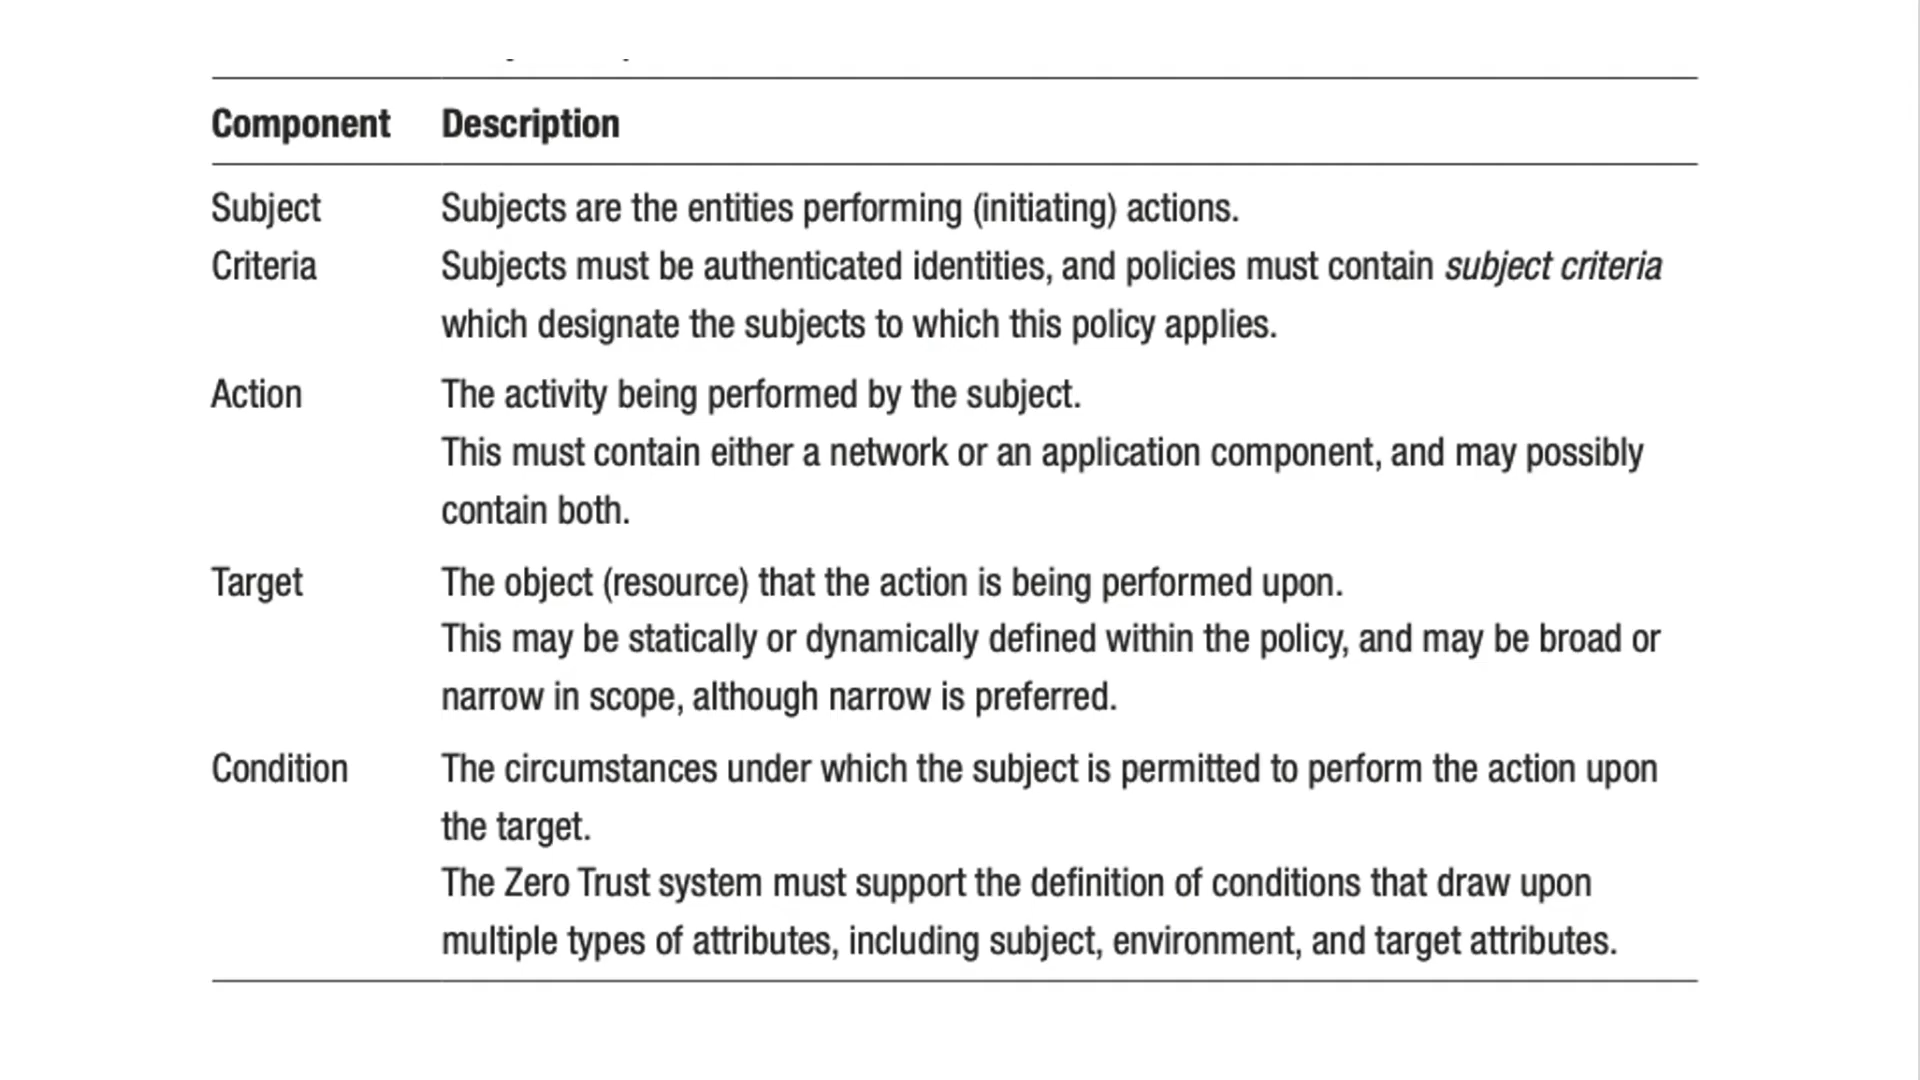 Component Description
Subject Subjects are the entities performing (initiating) actions.
Criteria Subjects must be authenticated identities, and policies must contain subject criteria
which designate the subjects to which this policy applies.
Action The activity being performed by the subject.
This must contain either a network or an application component, and may possibly
contain both.
Target The object (resource) that the action is being performed upon.
This may be statically or dynamically defined within the policy, and may be broad or
narrow in scope, although narrow is preferred.
Condition The circumstances under which the subject is permitted to perform the action upon
the target.
The Zero Trust system must support the definition of conditions that draw upon
multiple types of attributes, including subject, environment, and target attributes.